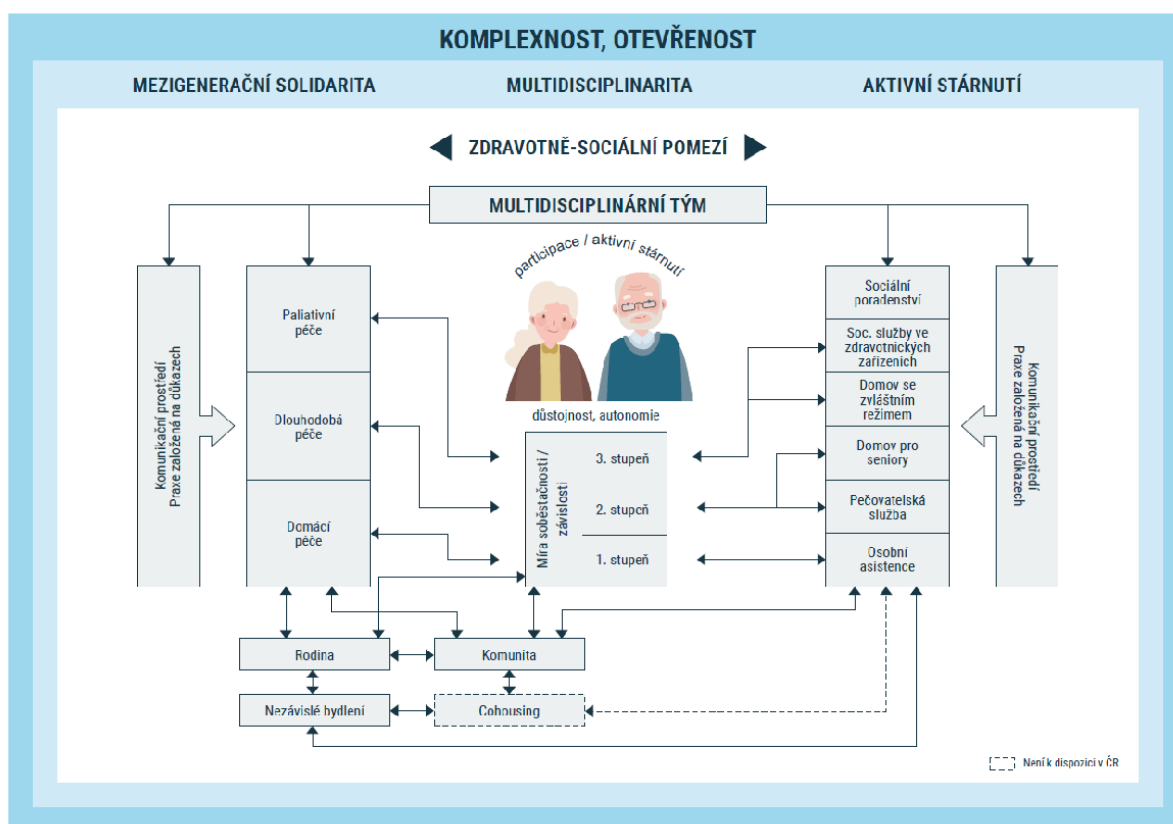 KOMPLEXNOST, OTEVŘENOST
MEZIGENERAČNÍ SOLIDARITA
MULTIDISCIPLINARITA
AKTIVNÍ STÁRNUTÍ
ZDRAVOTNĚ-SOCIÁLNÍ POMEZÍ
MULTIDISCIPLINÁRNÍ TÝM
participace / aktivní stárnutí
Komunikační prostředí
Praxe založená na důkazech
Paliativní
péče
Dlouhodobá
péče
Domácí
péče
důstojnost, autonomie
Míra soběstačnosti /
závislosti
3. stupeň
2. stupeň
1. stupeň
Sociální
poradenství
Soc. služby ve
zdravotnických
zařízeních
Domov se
zvláštním
režimem
Domov pro
seniory
Pečovatelská
služba
Osobní
asistence
Komunikační prostředí
Praxe založená na důkazech
Rodina
Komunita
Nezávislé bydlení
Cohousing
Není k dispozici v ČR